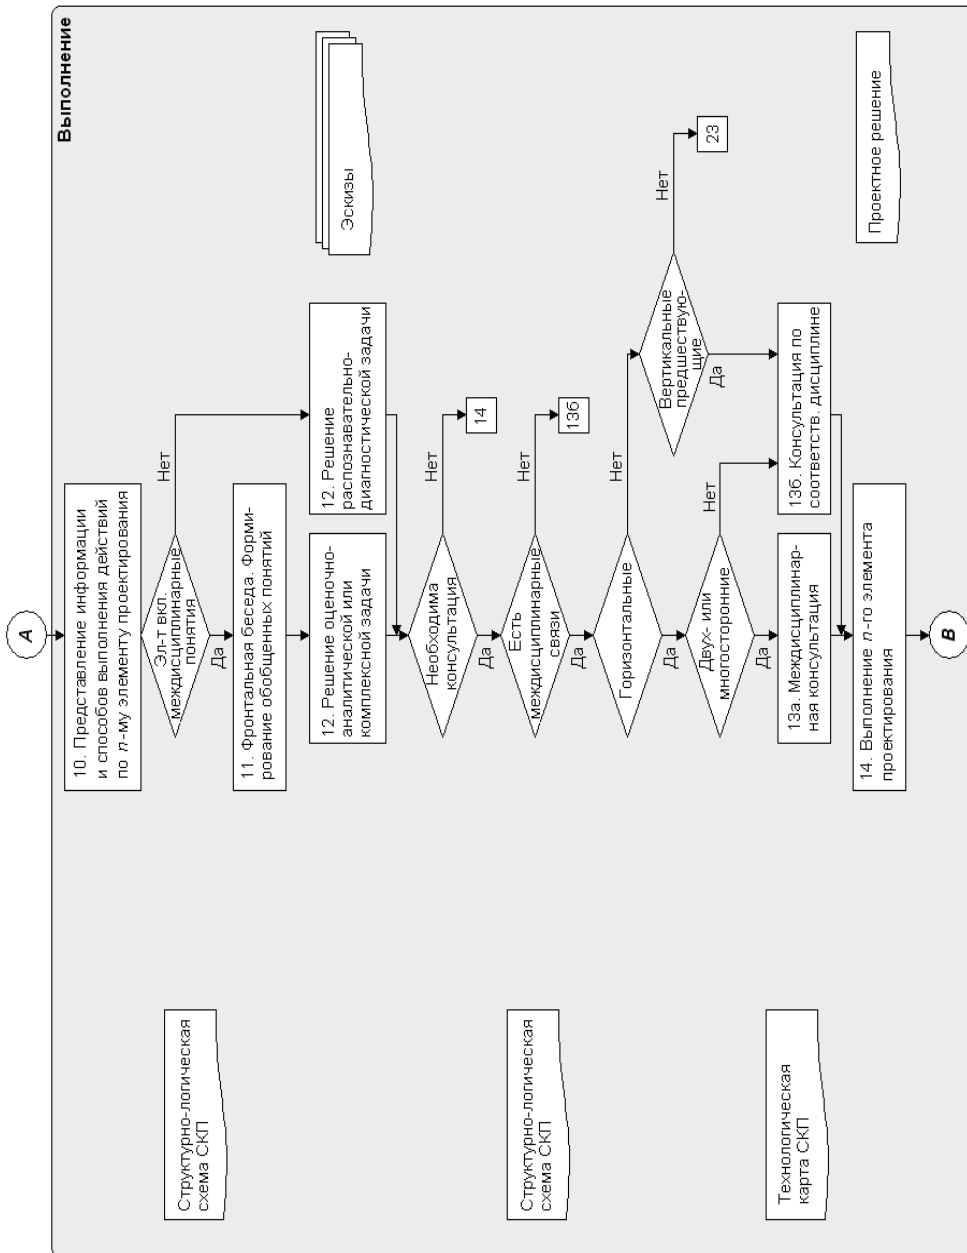 Выполнение
A
10. Представление информации
и способов выполнения действий
по n-му элементу проектирования
Эл-т вкл.
междисциплинарные
понятия
Да
Нет
11. Фронтальная беседа. Форми-
рование обобщенных понятий
12. Решение оценочно-
аналитической или
комплексной задачи
12. Решение
распознавательно-
диагностической задачи
Необходима
консультация
Да
Нет
14
Есть
междисциплинарные
связи
Да
Нет
13б
Горизонтальные
Да
Нет
Вертикальные
предшествую-
щие
Да
Нет
23
Двух- или
многосторонние
Да
Нет
13а. Междисциплинар-
ная консультация
13б. Консультация по
соответств. дисциплине
14. Выполнение n-го элемента
проектирования
B
Структурно-логическая
схема СКП
Структурно-логическая
схема СКП
Технологическая
карта СКП
Эскизы
Проектное решение